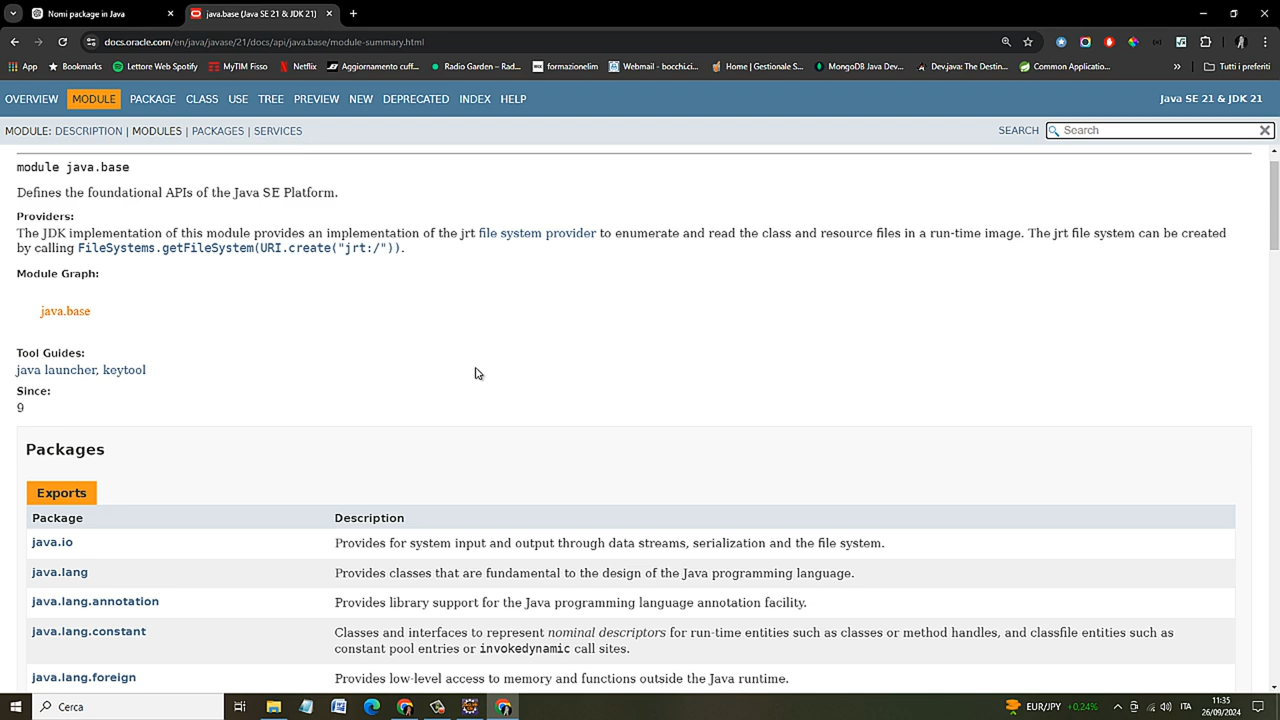 Nomi package in Java
java.base (Java SE 21 & JDK 21)
docs.oracle.com/en/java/javase/21/docs/api/java.base/module-summary.html
App
Bookmarks
Lettore Web Spotify
MyTIM Fisso
Netflix
Aggiornamento cuff...
Radio Garden – Rad...
formazionelim
Webmail - bocchi.c...
Home | Gestionale S...
MongoDB Java Dev...
Dev.java: The Destin...
Common Applicatio...
Tutti i preferiti
OVERVIEW MODULE PACKAGE CLASS USE TREE PREVIEW NEW DEPRECATED INDEX HELP
Java SE 21 & JDK 21
MODULE: DESCRIPTION | MODULES | PACKAGES | SERVICES
SEARCH
Search
module java.base
Defines the foundational APIs of the Java SE Platform.
Providers:
The JDK implementation of this module provides an implementation of the jrt file system provider to enumerate and read the class and resource files in a run-time image. The jrt file system can be created
by calling FileSystems.getFileSystem(URI.create("jrt:/")).
Module Graph:
java.base
Tool Guides:
java launcher, keytool
Since:
9
Packages
Exports
Package Description
java.io Provides for system input and output through data streams, serialization and the file system.
java.lang Provides classes that are fundamental to the design of the Java programming language.
java.lang.annotation Provides library support for the Java programming language annotation facility.
java.lang.constant Classes and interfaces to represent nominal descriptors for run-time entities such as classes or method handles, and classfile entities such as
constant pool entries or invokedynamic call sites.
java.lang.foreign Provides low-level access to memory and functions outside the Java runtime.
Cerca
EUR/JPY +0,24%
ITA
11:35
26/09/2024